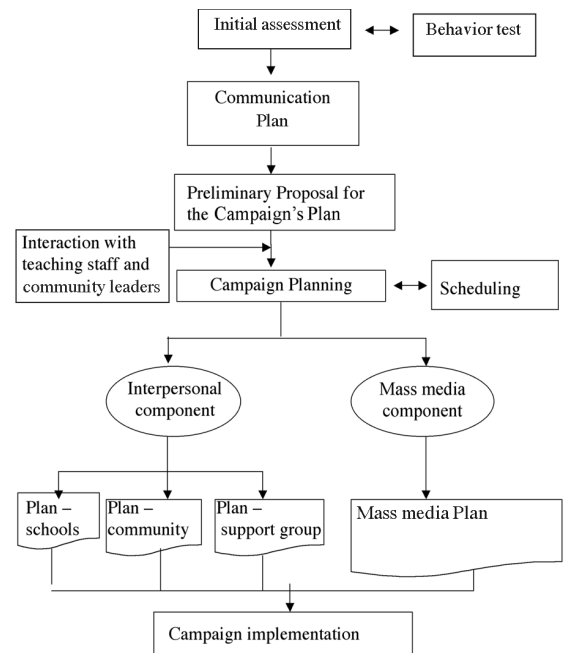 Initial assessment
Behavior test
Communication
Plan
Preliminary Proposal for
the Campaign's Plan
Interaction with
teaching staff and
community leaders
Campaign Planning
Scheduling
Interpersonal
component
Mass media
component
Plan –
schools
Plan –
community
Plan –
support group
Mass media Plan
Campaign implementation